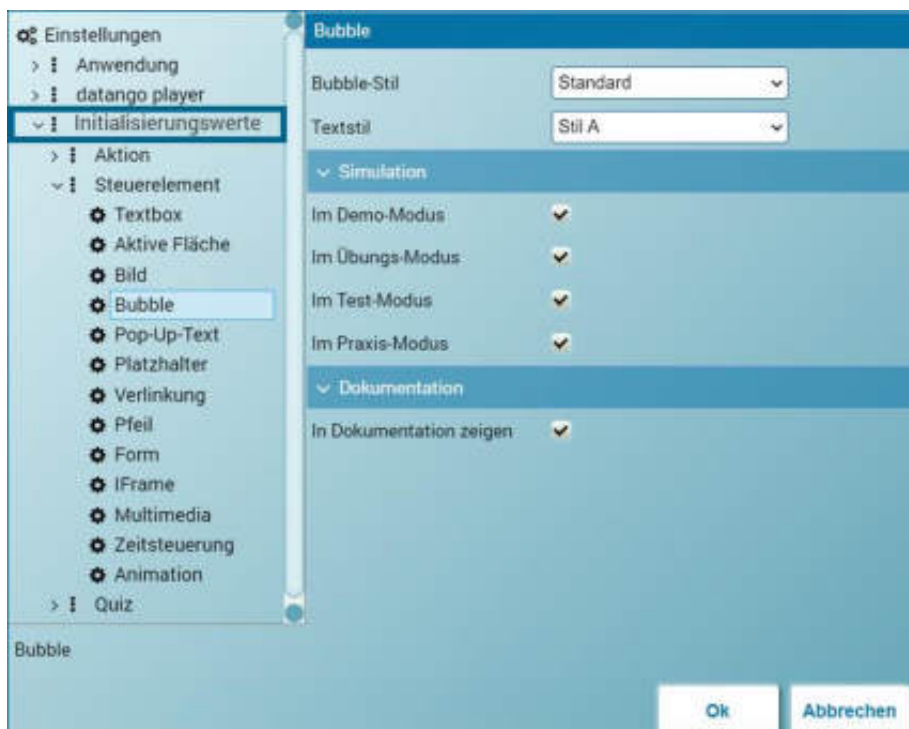 Einstellungen
Anwendung
datango player
Initialisierungswerte
Aktion
Steuerelement
Textbox
Aktive Fläche
Bild
Bubble
Pop-Up-Text
Platzhalter
Verlinkung
Pfeil
Form
IFrame
Multimedia
Zeitsteuerung
Animation
Quiz
Bubble
Bubble
Bubble-Stil Standard
Textstil Stil A
Simulation
Im Demo-Modus
Im Übungs-Modus
Im Test-Modus
Im Praxis-Modus
Dokumentation
In Dokumentation zeigen
Ok Abbrechen